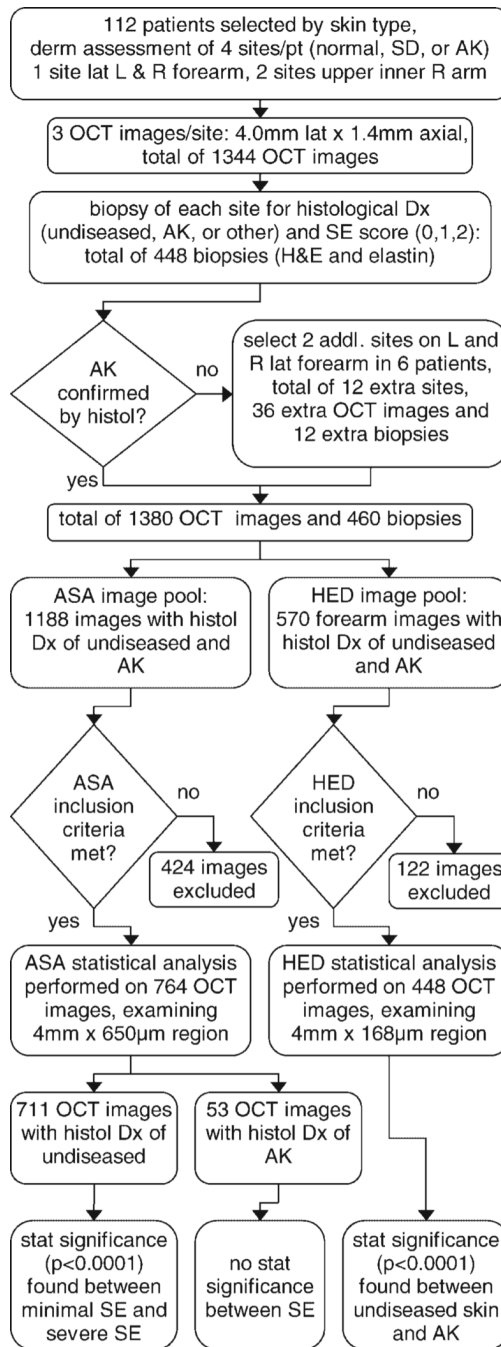 112 patients selected by skin type,
derm assessment of 4 sites/pt (normal, SD, or AK)
1 site lat L & R forearm, 2 sites upper inner R arm
3 OCT images/site: 4.0mm lat x 1.4mm axial,
total of 1344 OCT images
biopsy of each site for histological Dx
(undiseased, AK, or other) and SE score (0,1,2):
total of 448 biopsies (H&E and elastin)
AK
confirmed
by histol?
no
yes
select 2 addl. sites on L and
R lat forearm in 6 patients,
total of 12 extra sites,
36 extra OCT images and
12 extra biopsies
total of 1380 OCT images and 460 biopsies
ASA image pool:
1188 images with histol
Dx of undiseased and
AK
HED image pool:
570 forearm images with
histol Dx of undiseased
and AK
ASA
inclusion
criteria
met?
no
424 images
excluded
yes
HED
inclusion
criteria
met?
no
122 images
excluded
yes
ASA statistical analysis
performed on 764 OCT
images, examining
4mm x 650µm region
HED statistical analysis
performed on 448 OCT
images, examining
4mm x 168µm region
711 OCT images
with histol Dx of
undiseased
53 OCT images
with histol Dx of
AK
stat significance
(p<0.0001)
found between
minimal SE and
severe SE
no stat
significance
between SE
stat significance
(p<0.0001)
found between
undiseased skin
and AK